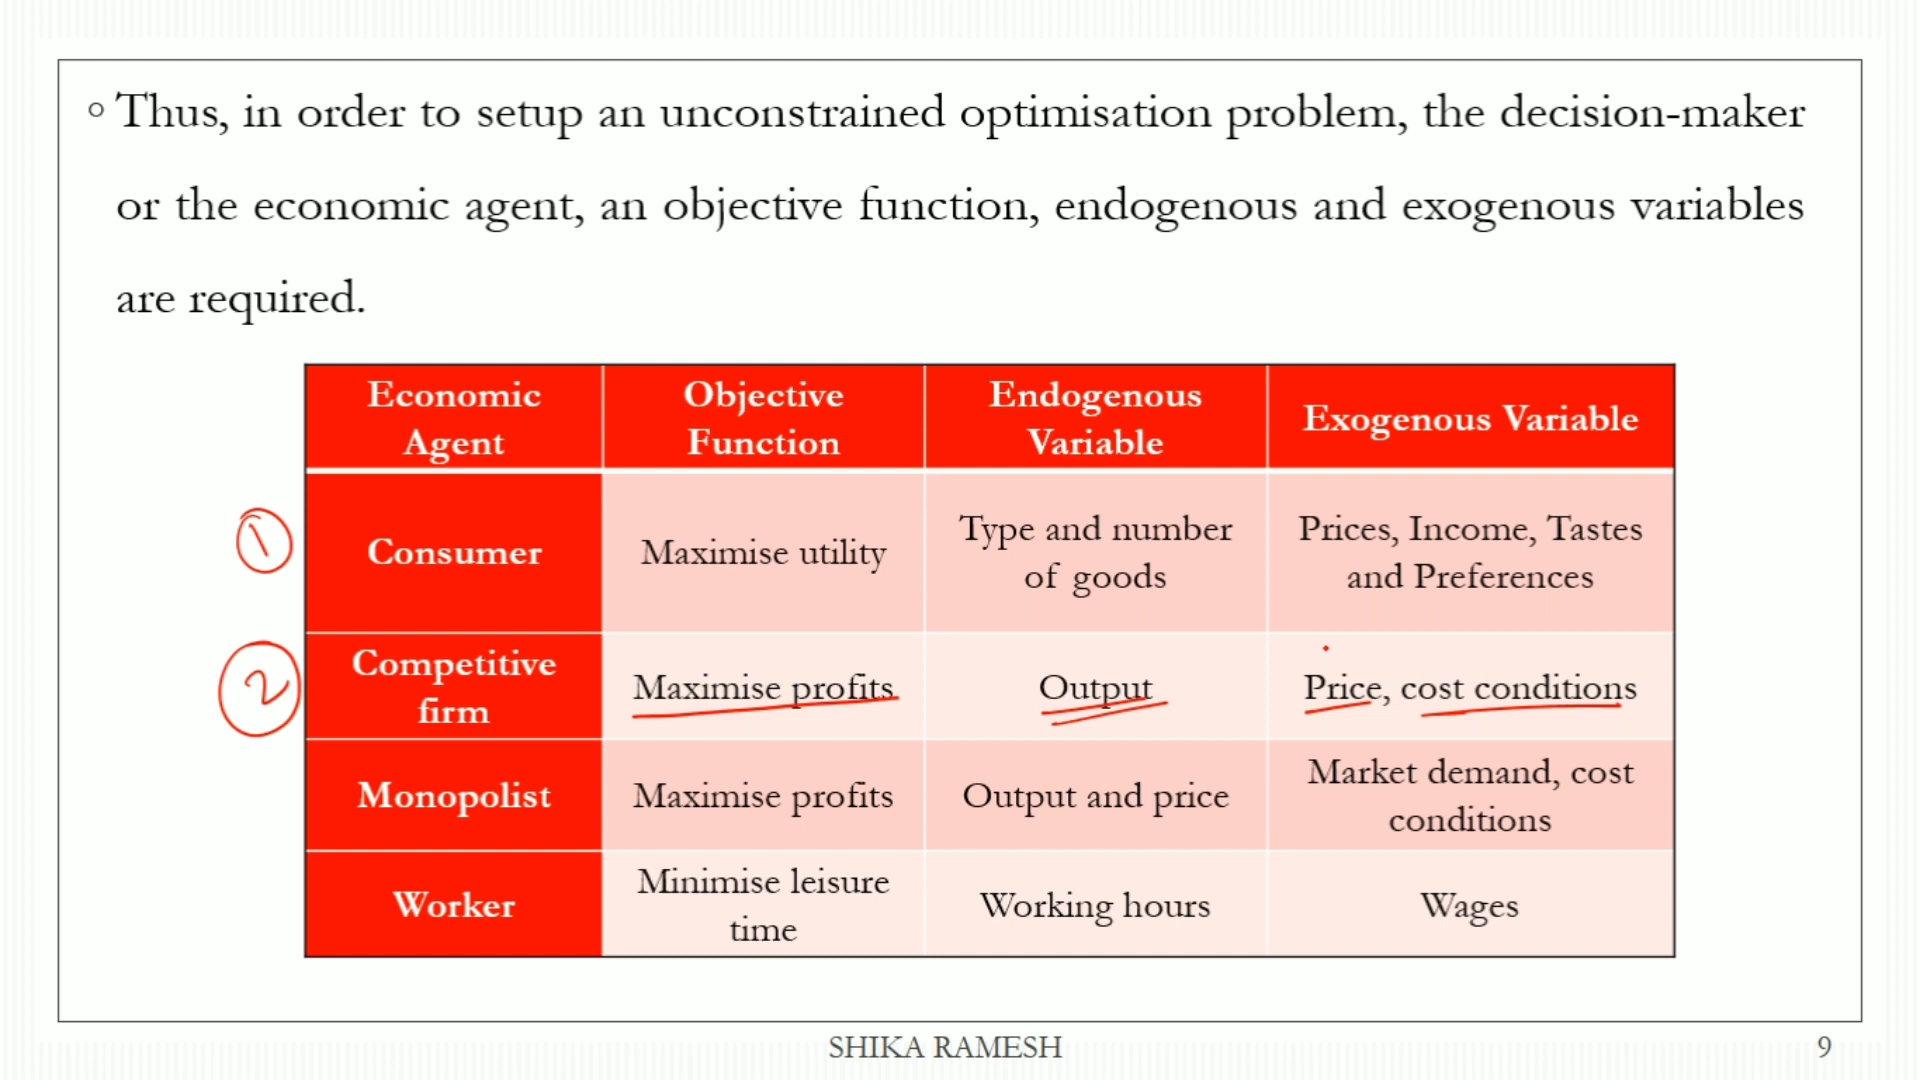 ◦ Thus, in order to setup an unconstrained optimisation problem, the decision-maker
or the economic agent, an objective function, endogenous and exogenous variables
are required.
Economic Agent Objective Function Endogenous Variable Exogenous Variable
1 Consumer Maximise utility Type and number of goods Prices, Income, Tastes and Preferences
2 Competitive firm Maximise profits Output Price, cost conditions
Monopolist Maximise profits Output and price Market demand, cost conditions
Worker Minimise leisure time Working hours Wages
SHIKA RAMESH 9